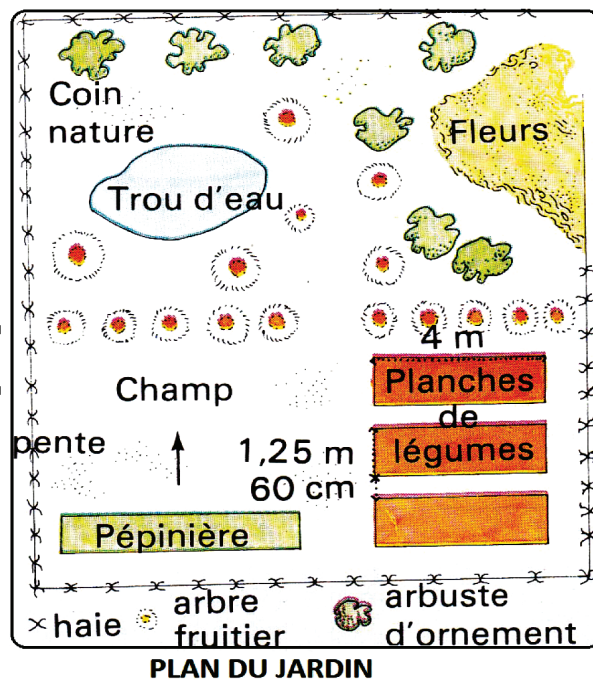 Coin
nature
Fleurs
Trou d'eau
4 m
Champ
Planches
de
légumes
pente
1,25 m
60 cm
Pépinière
× haie
arbre
fruitier
arbuste
d'ornement
PLAN DU JARDIN